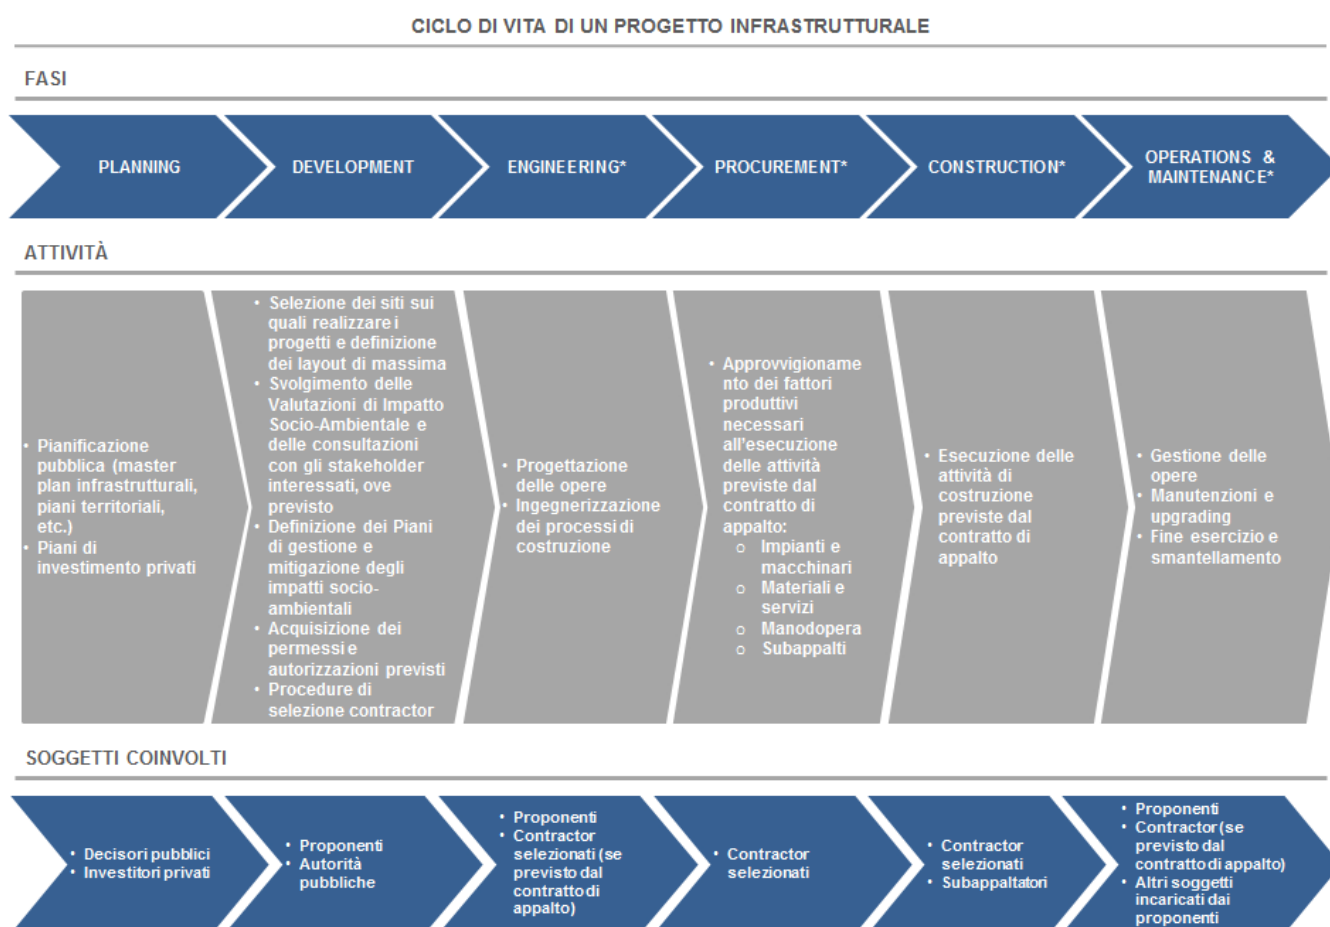 CICLO DI VITA DI UN PROGETTO INFRASTRUTTURALE
FASI
PLANNING
DEVELOPMENT
ENGINEERING*
PROCUREMENT*
CONSTRUCTION*
OPERATIONS &
MAINTENANCE*
ATTIVITÀ
• Pianificazione
pubblica (master
plan infrastrutturali,
piani territoriali,
etc.)
• Piani di
investimento privati
• Selezione dei siti sui
quali realizzare i
progetti e definizione
dei layout di massima
• Svolgimento delle
Valutazioni di Impatto
Socio-Ambientale e
delle consultazioni
con gli stakeholder
interessati, ove
previsto
• Definizione dei Piani
di gestione e
mitigazione degli
impatti socio-
ambientali
• Acquisizione dei
permessi e
autorizzazioni previsti
• Procedure di
selezione contractor
• Progettazione
delle opere
• Ingegnerizzazione
dei processi di
costruzione
• Approvvigioname
nto dei fattori
produttivi
necessari
all'esecuzione
delle attività
previste dal
contratto di
appalto:
o Impianti e
macchinari
o Materiali e
servizi
o Manodopera
o Subappalti
• Esecuzione delle
attività di
costruzione
previste dal
contratto di
appalto
• Gestione delle
opere
• Manutenzioni e
upgrading
• Fine esercizio e
smantellamento
SOGGETTI COINVOLTI
• Decisori pubblici
• Investitori privati
• Proponenti
• Autorità
pubbliche
• Proponenti
• Contractor
selezionati (se
previsto dal
contratto di
appalto)
• Contractor
selezionati
• Contractor
selezionati
• Subappaltatori
• Proponenti
• Contractor (se
previsto dal
contratto di appalto)
• Altri soggetti
incaricati dai
proponenti